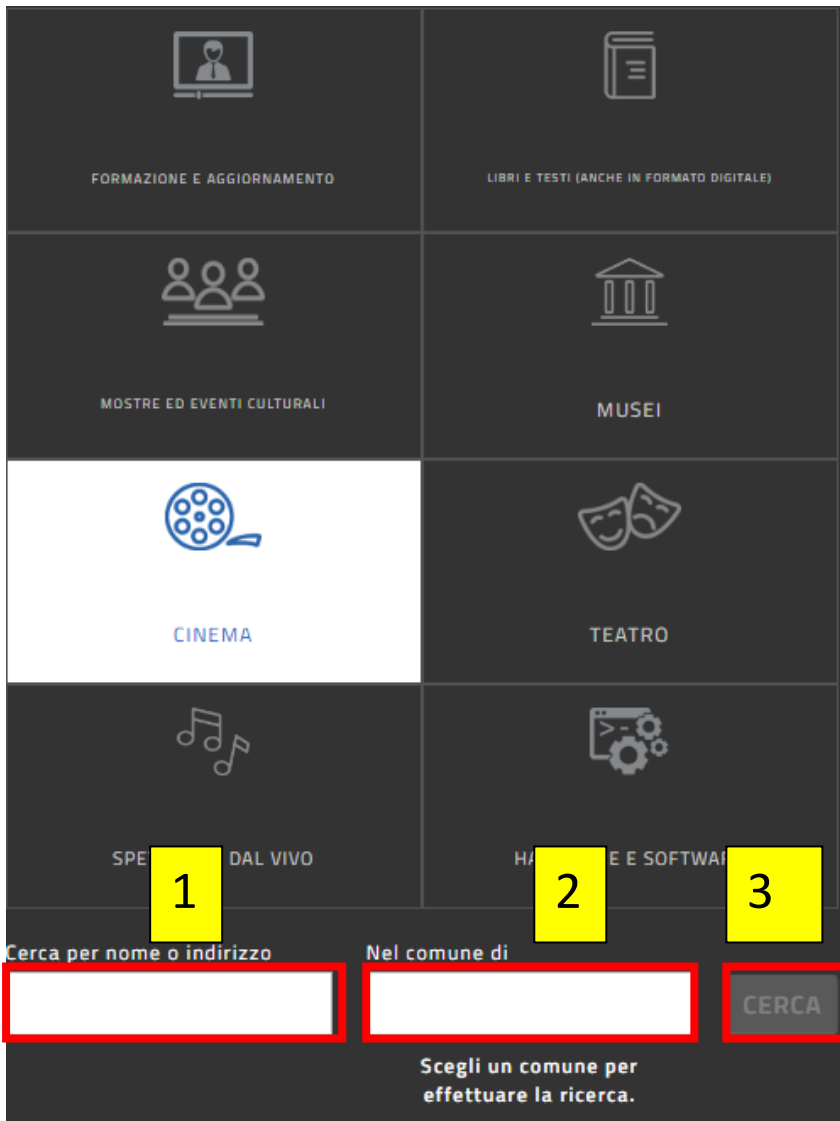 FORMAZIONE E AGGIORNAMENTO
LIBRI E TESTI (ANCHE IN FORMATO DIGITALE)
MOSTRE ED EVENTI CULTURALI
MUSEI
CINEMA
TEATRO
DAL VIVO
E
1
2
3
Cerca per nome o indirizzo
Nel comune di
CERCA
Scegli un comune per
effettuare la ricerca.